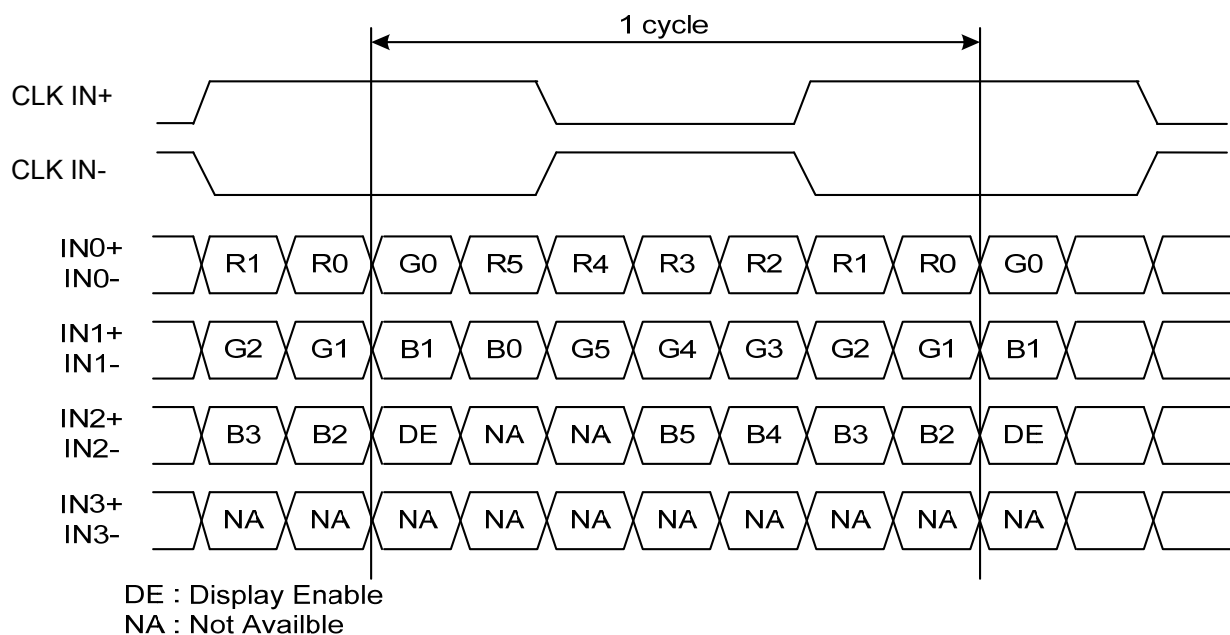 1 cycle
CLK IN+
CLK IN-
IN0+
IN0-
R1 R0 G0 R5 R4 R3 R2 R1 R0 G0
IN1+
IN1-
G2 G1 B1 B0 G5 G4 G3 G2 G1 B1
IN2+
IN2-
B3 B2 DE NA NA B5 B4 B3 B2 DE
IN3+
IN3-
NA NA NA NA NA NA NA NA NA NA
DE : Display Enable
NA : Not Availble